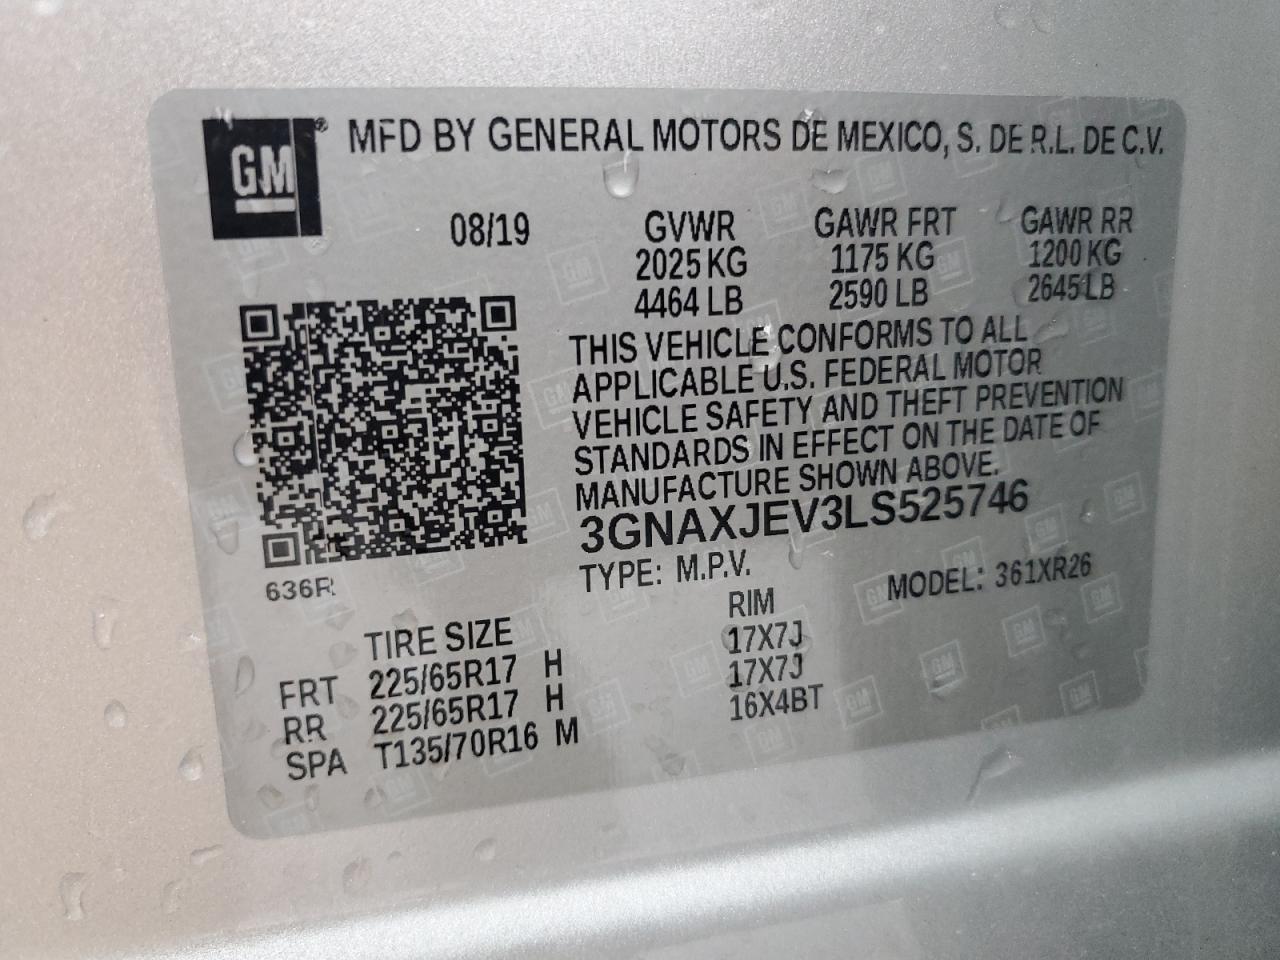 GM® MFD BY GENERAL MOTORS DE MEXICO, S. DE R.L. DE C.V.
08/19 GVWR GAWR FRT GAWR RR
2025 KG 1175 KG 1200 KG
4464 LB 2590 LB 2645 LB
THIS VEHICLE CONFORMS TO ALL
APPLICABLE U.S. FEDERAL MOTOR
VEHICLE SAFETY AND THEFT PREVENTION
STANDARDS IN EFFECT ON THE DATE OF
MANUFACTURE SHOWN ABOVE.
3GNAXJEV3LS525746
636R
TYPE: M.P.V. MODEL: 361XR26
TIRE SIZE RIM
FRT 225/65R17 H 17X7J
RR 225/65R17 H 17X7J
SPA T135/70R16 M 16X4BT